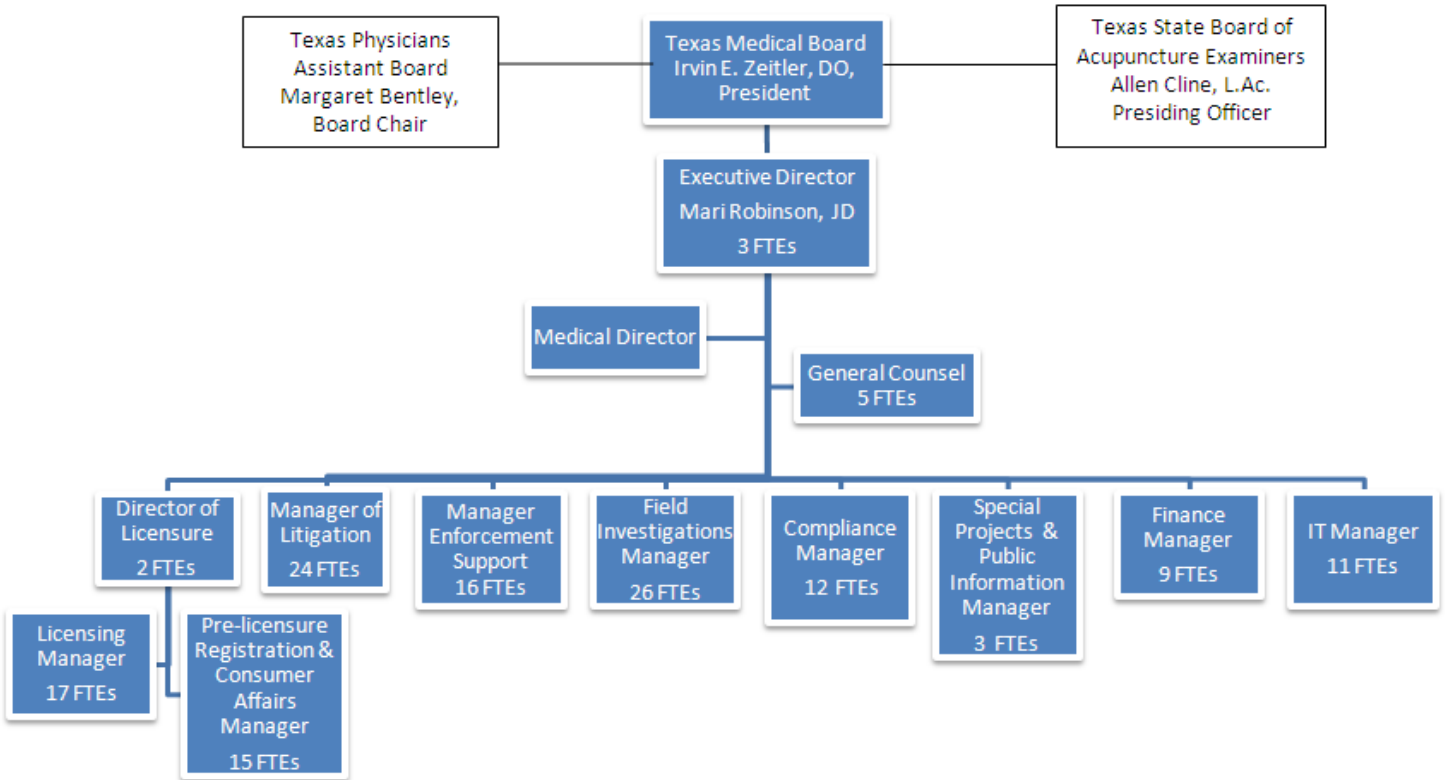 Texas Physicians
Assistant Board
Margaret Bentley,
Board Chair
Texas Medical Board
Irvin E. Zeitler, DO,
President
Texas State Board of
Acupuncture Examiners
Allen Cline, L.Ac.
Presiding Officer
Executive Director
Mari Robinson, JD
3 FTEs
Medical Director
General Counsel
5 FTEs
Director of
Licensure
2 FTEs
Manager of
Litigation
24 FTEs
Manager
Enforcement
Support
16 FTEs
Field
Investigations
Manager
26 FTEs
Compliance
Manager
12 FTEs
Special
Projects &
Public
Information
Manager
3 FTEs
Finance
Manager
9 FTEs
IT Manager
11 FTEs
Licensing
Manager
17 FTEs
Pre-licensure
Registration &
Consumer
Affairs
Manager
15 FTEs